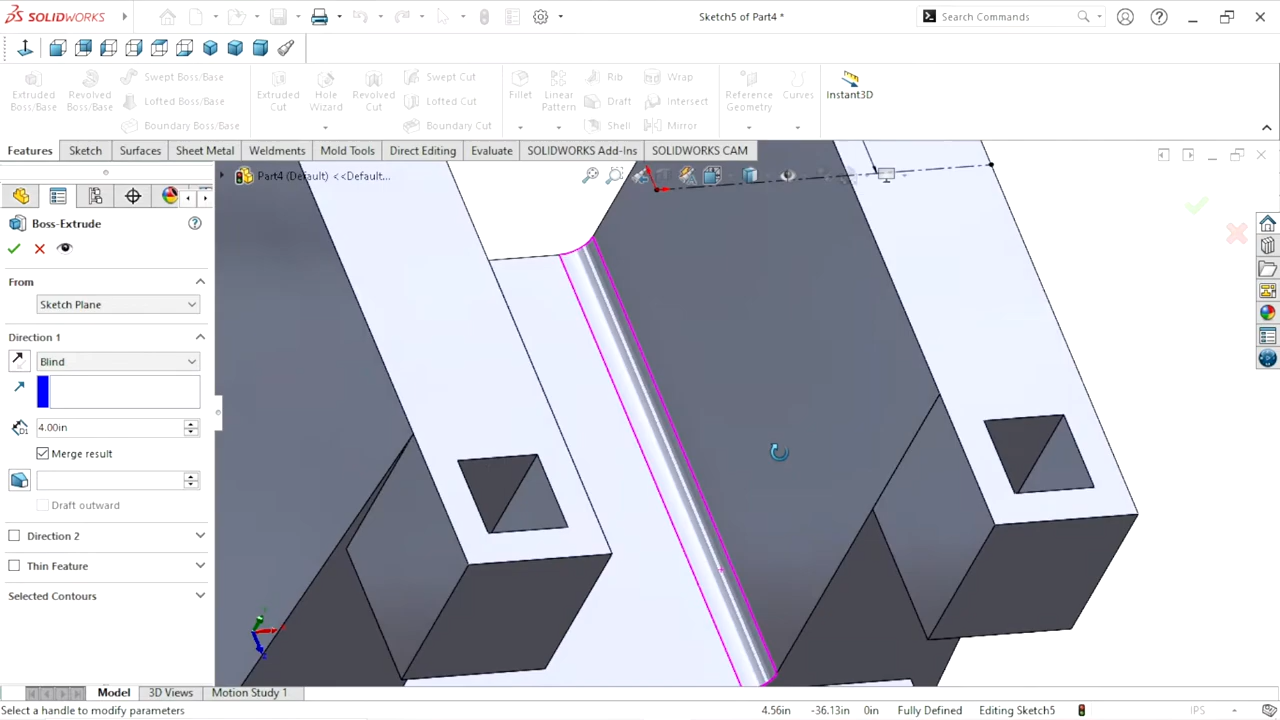 SOLIDWORKS
Sketch5 of Part4 *
Search Commands
Extruded Boss/Base
Revolved Boss/Base
Swept Boss/Base
Lofted Boss/Base
Boundary Boss/Base
Extruded Cut
Hole Wizard
Revolved Cut
Swept Cut
Lofted Cut
Boundary Cut
Fillet
Linear Pattern
Rib
Draft
Shell
Wrap
Intersect
Mirror
Reference Geometry
Curves
Instant3D
Features
Sketch
Surfaces
Sheet Metal
Weldments
Mold Tools
Direct Editing
Evaluate
SOLIDWORKS Add-Ins
SOLIDWORKS CAM
Part4 (Default) <<Default...
Boss-Extrude
From
Sketch Plane
Direction 1
Blind
4.00in
Merge result
Draft outward
Direction 2
Thin Feature
Selected Contours
Model
3D Views
Motion Study 1
Select a handle to modify parameters
4.56in
-36.13in
0in
Fully Defined
Editing Sketch5
IPS